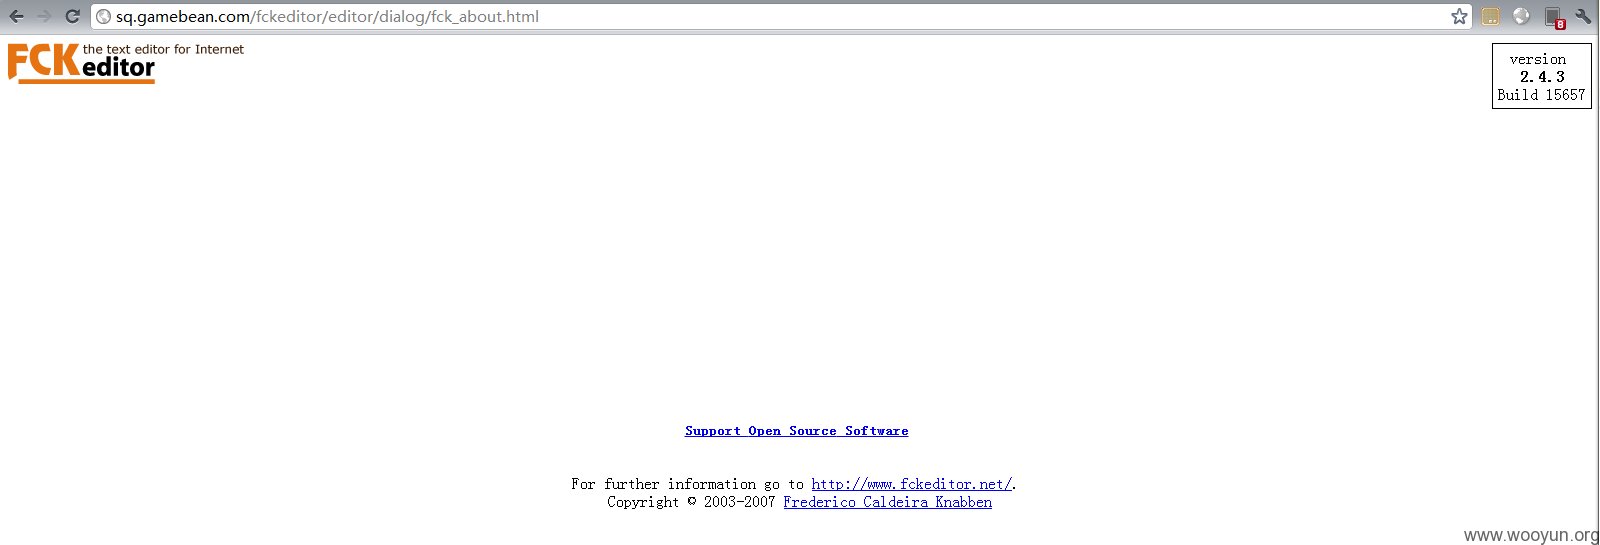 sq.gamebean.com/fckeditor/editor/dialog/fck_about.html
8
FCKeditor the text editor for Internet
version
2.4.3
Build 15657
Support Open Source Software
For further information go to http://www.fckeditor.net/.
Copyright © 2003-2007 Frederico Caldeira Knabben
www.wooyun.org